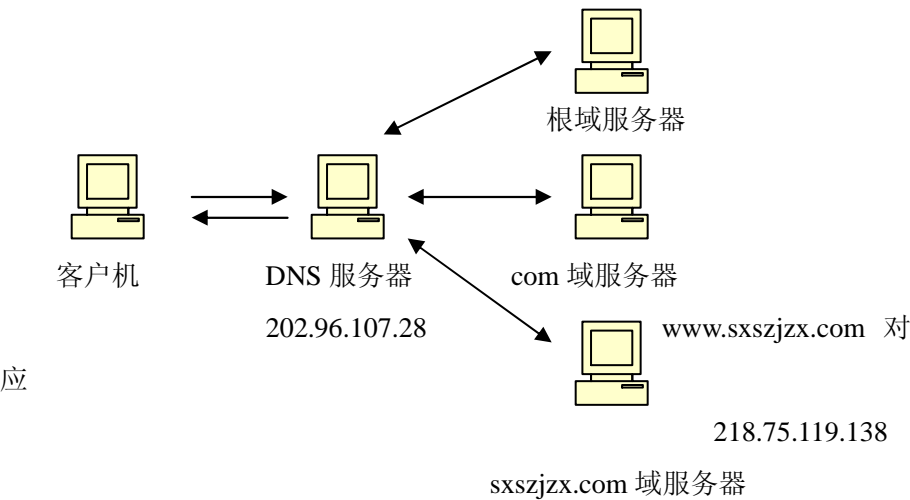 根域服务器
客户机 DNS 服务器 com 域服务器
202.96.107.28 www.sxszjzx.com 对
应
218.75.119.138
sxszjzx.com 域服务器